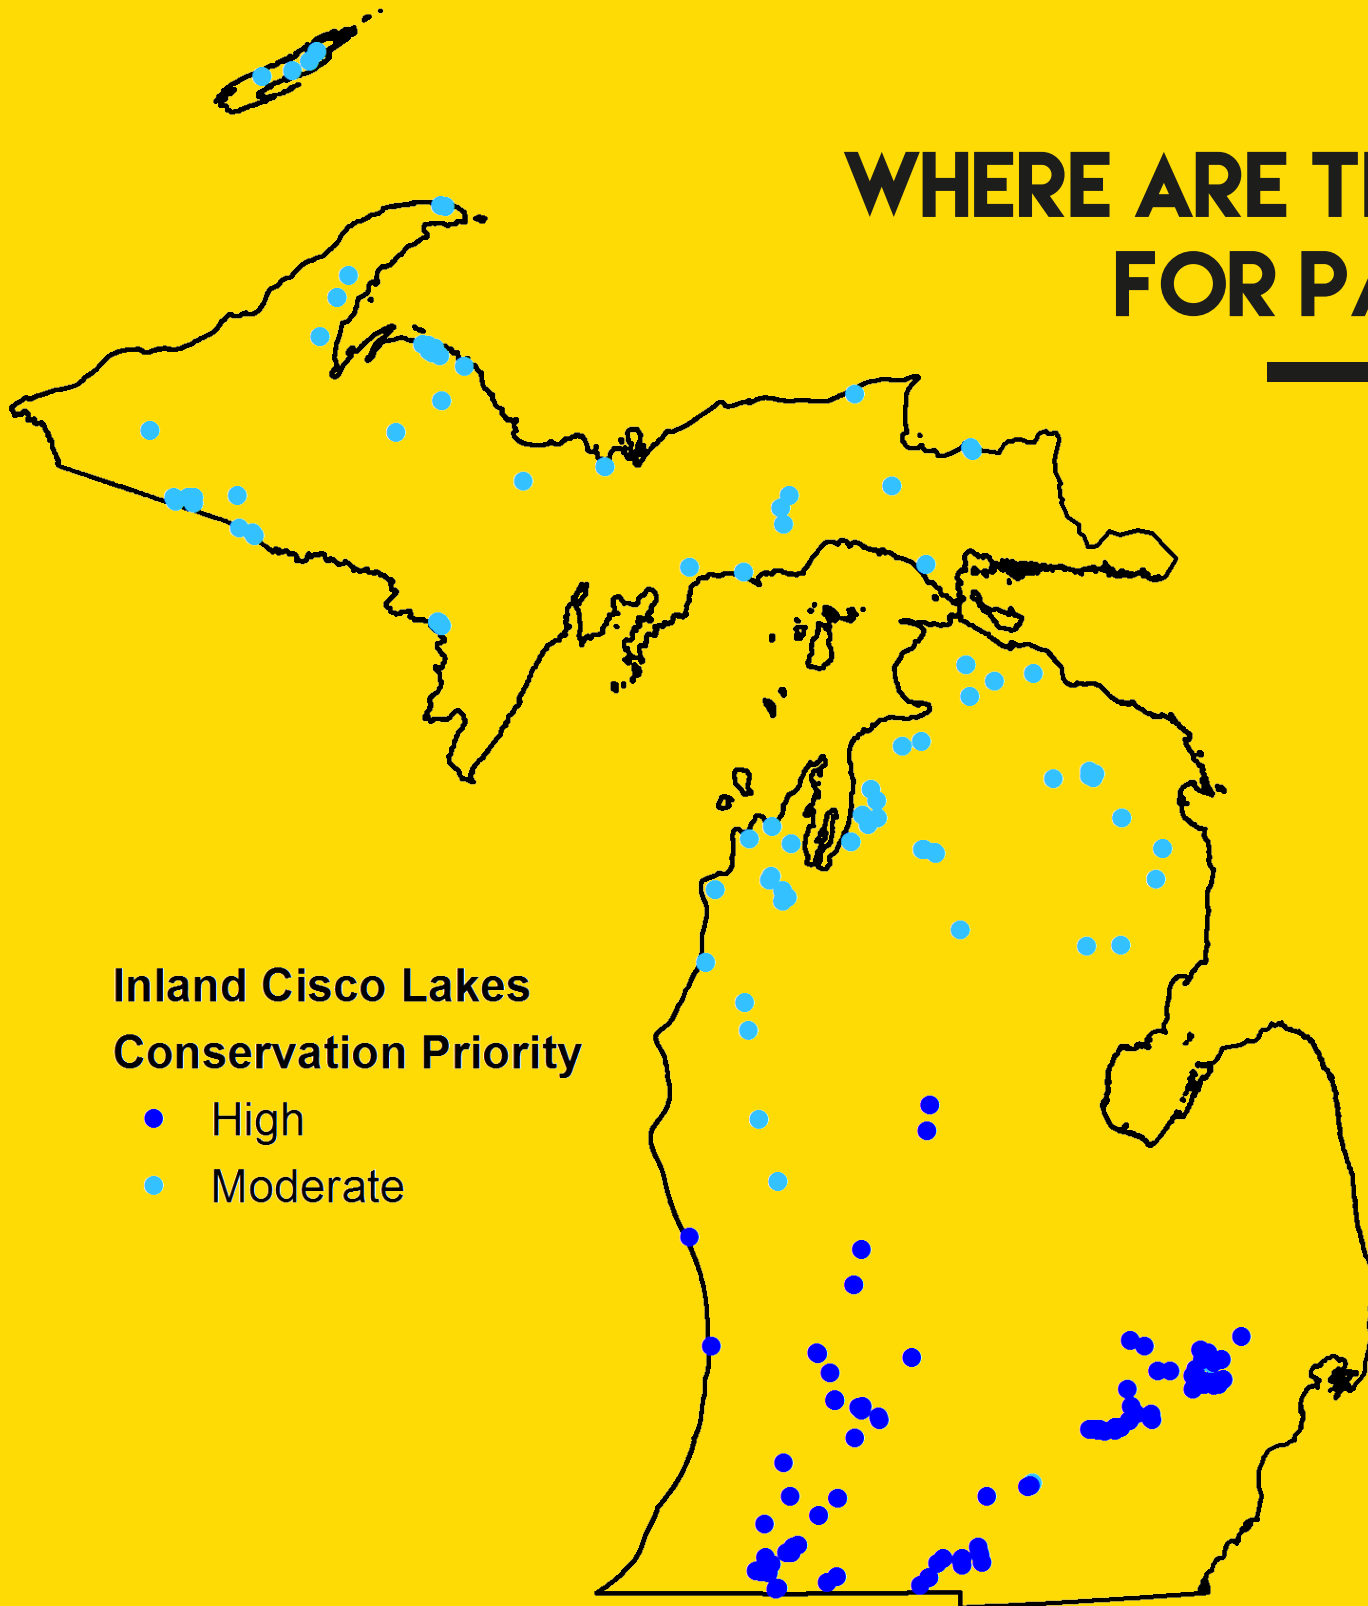 WHERE ARE
FOR
Inland Cisco Lakes
Conservation Priority
High
Moderate